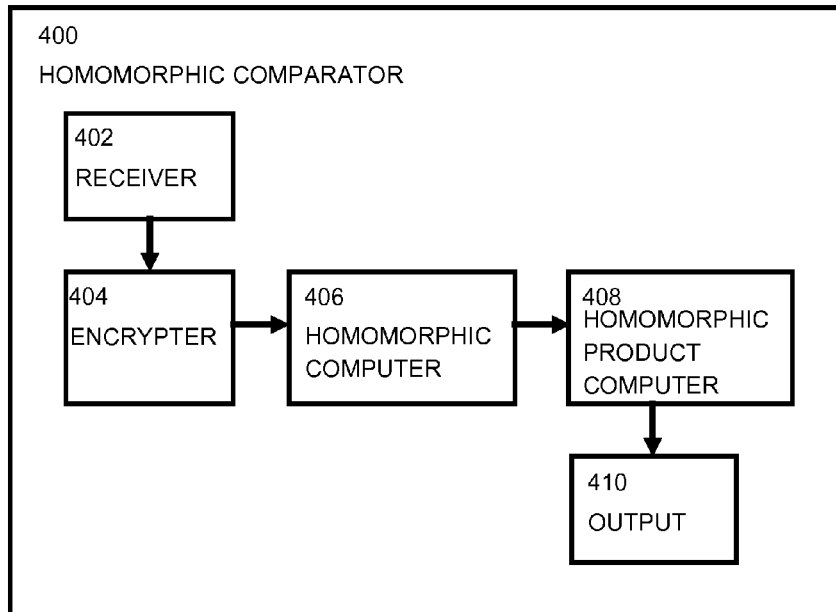 400
HOMOMORPHIC COMPARATOR
402
RECEIVER
404
ENCRYPTER
406
HOMOMORPHIC
COMPUTER
408
HOMOMORPHIC
PRODUCT
COMPUTER
410
OUTPUT